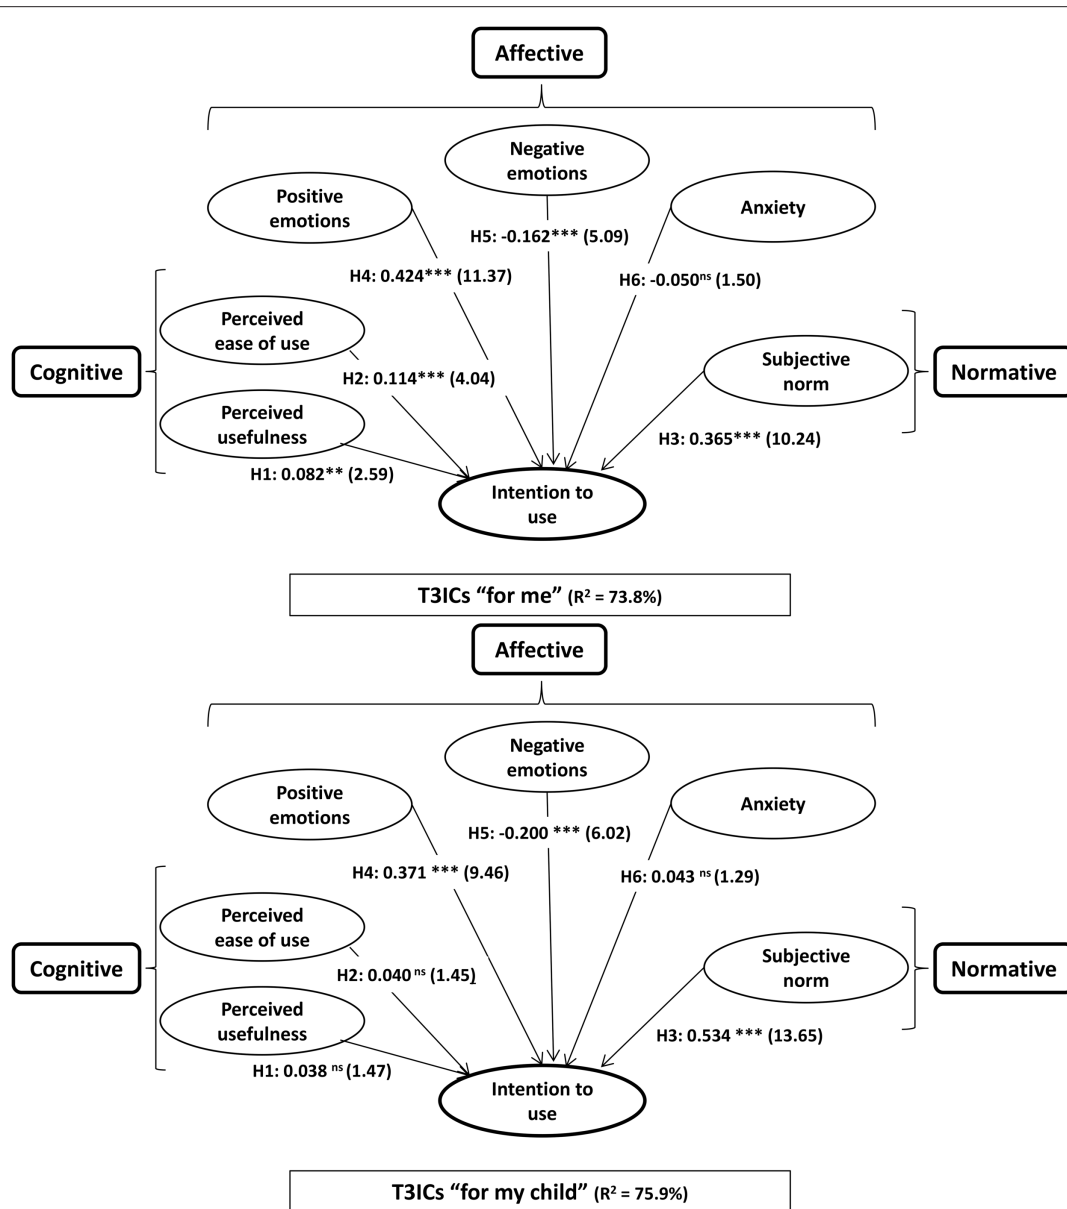 Affective
Negative
emotions
Positive
emotions
Anxiety
H5: -0.162*** (5.09)
H4: 0.424*** (11.37)
H6: -0.050ns (1.50)
Perceived
ease of use
Cognitive
H2: 0.114*** (4.04)
Subjective
norm
Normative
Perceived
usefulness
H3: 0.365*** (10.24)
H1: 0.082** (2.59)
Intention to
use
T3ICs “for me” (R2 = 73.8%)
Affective
Negative
emotions
Positive
emotions
Anxiety
H5: -0.200 *** (6.02)
H4: 0.371 *** (9.46)
H6: 0.043 ns (1.29)
Perceived
ease of use
Cognitive
H2: 0.040 ns (1.45)
Subjective
norm
Normative
Perceived
usefulness
H3: 0.534 *** (13.65)
H1: 0.038 ns (1.47)
Intention to
use
T3ICs “for my child” (R2 = 75.9%)